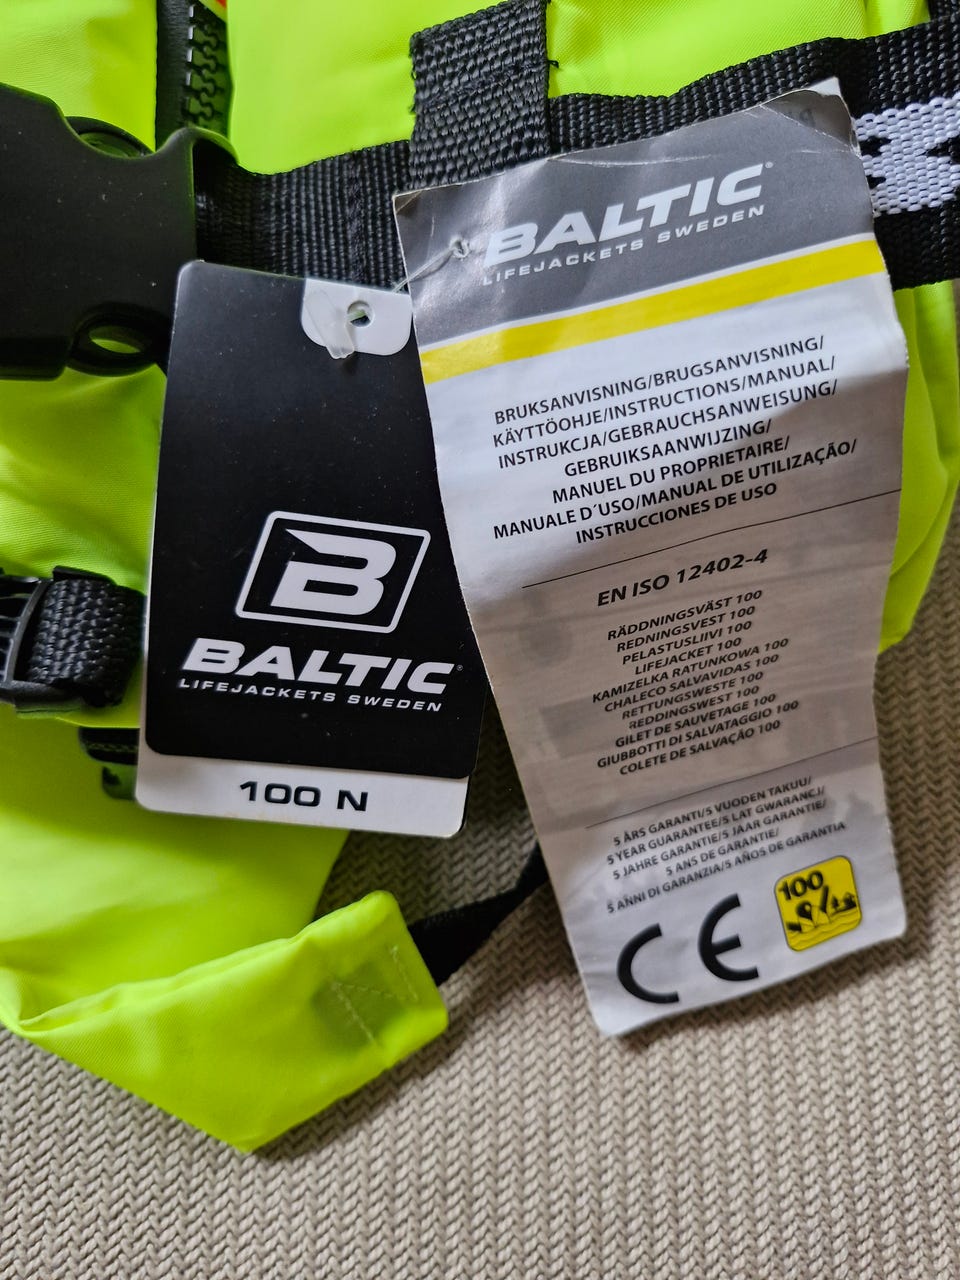 B
BALTIC
LIFEJACKETS SWEDEN
100 N
BALTIC
LIFEJACKETS SWEDEN
BRUKSANVISNING/BRUGSANVISNING/
KÄYTTÖOHJE/INSTRUCTIONS/MANUAL/
INSTRUKCJA/GEBRAUCHSANWEISUNG/
GEBRUIKSAANWIJZING/
MANUEL DU PROPRIETAIRE/
MANUALE D´USO/MANUAL DE UTILIZAÇÃO/
INSTRUCCIONES DE USO
EN ISO 12402-4
RÄDDNINGSVÄST 100
REDNINGSVEST 100
PELASTUSLIIVI 100
LIFEJACKET 100
KAMIZELKA RATUNKOWA 100
CHALECO SALVAVIDAS 100
RETTUNGSWESTE 100
REDDINGSWEST 100
GILET DE SAUVETAGE 100
GIUBBOTTI DI SALVATAGGIO 100
COLETE DE SALVAÇÃO 100
5 ÅRS GARANTI/5 VUODEN TAKUU/
5 YEAR GUARANTEE/5 LAT GWARANCJ/
5 JAHRE GARANTIE/5 JAAR GARANTIE/
5 ANS DE GARANTIE/
5 ANNI DI GARANZIA/5 AÑOS DE GARANTIA
CE
100